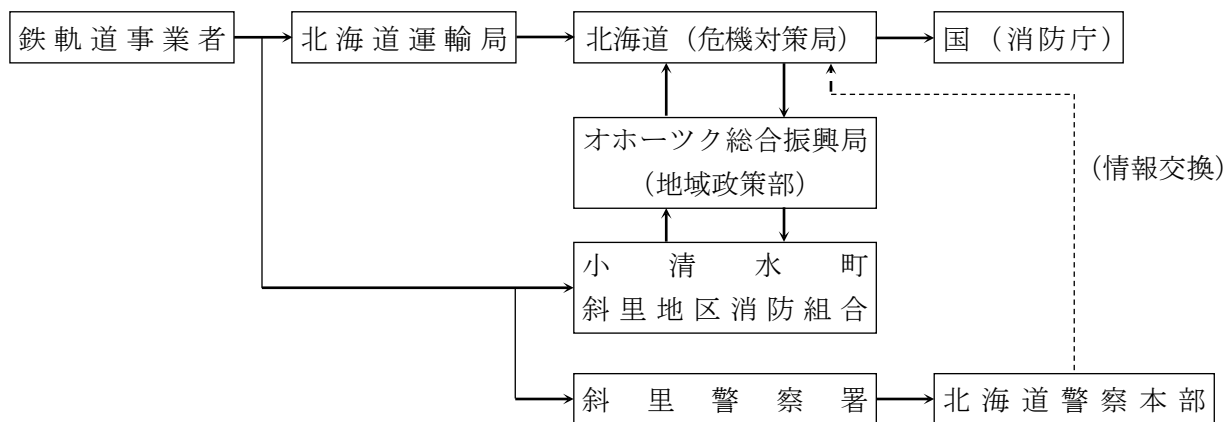 鉄軌道事業者
北海道運輸局
北海道（危機対策局）
国（消防庁）
オホーツク総合振興局
（地域政策部）
（情報交換）
小清水町
斜里地区消防組合
斜里警察署
北海道警察本部